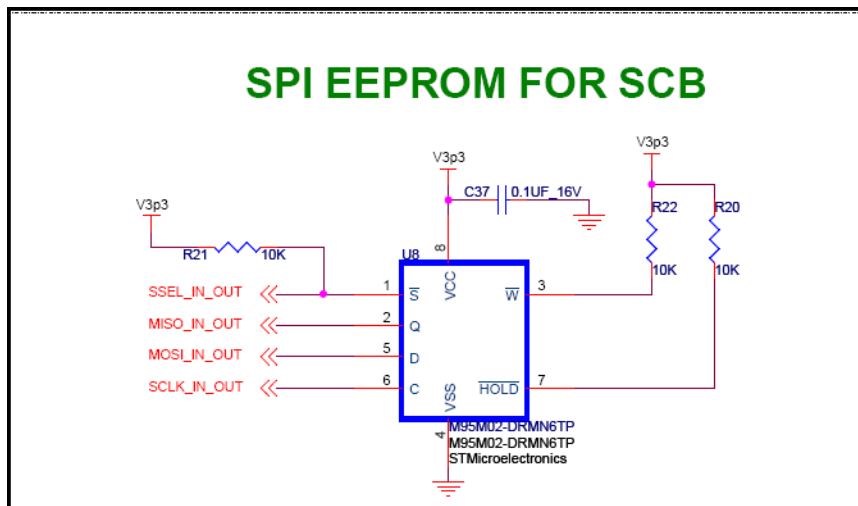 SPI EEPROM FOR SCB
V3p3
V3p3
C37 0.1UF_16V
V3p3
R22 R20
R21 10K
U8
8
VCC
10K 10K
SSEL_IN_OUT 1 S W 3
MISO_IN_OUT 2 Q
MOSI_IN_OUT 5 D
SCLK_IN_OUT 6 C HOLD 7
VSS
4
M95M02-DRMN6TP
M95M02-DRMN6TP
STMicroelectronics